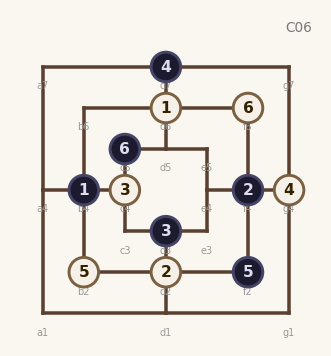 C06
4
a7 d7 g7
1 6
b6 d6 f6
6
c5 d5 e5
1 3 2 4
a4 b4 c4 e4 f4 g4
3
c3 d3 e3
5 2 5
b2 d2 f2
a1 d1 g1